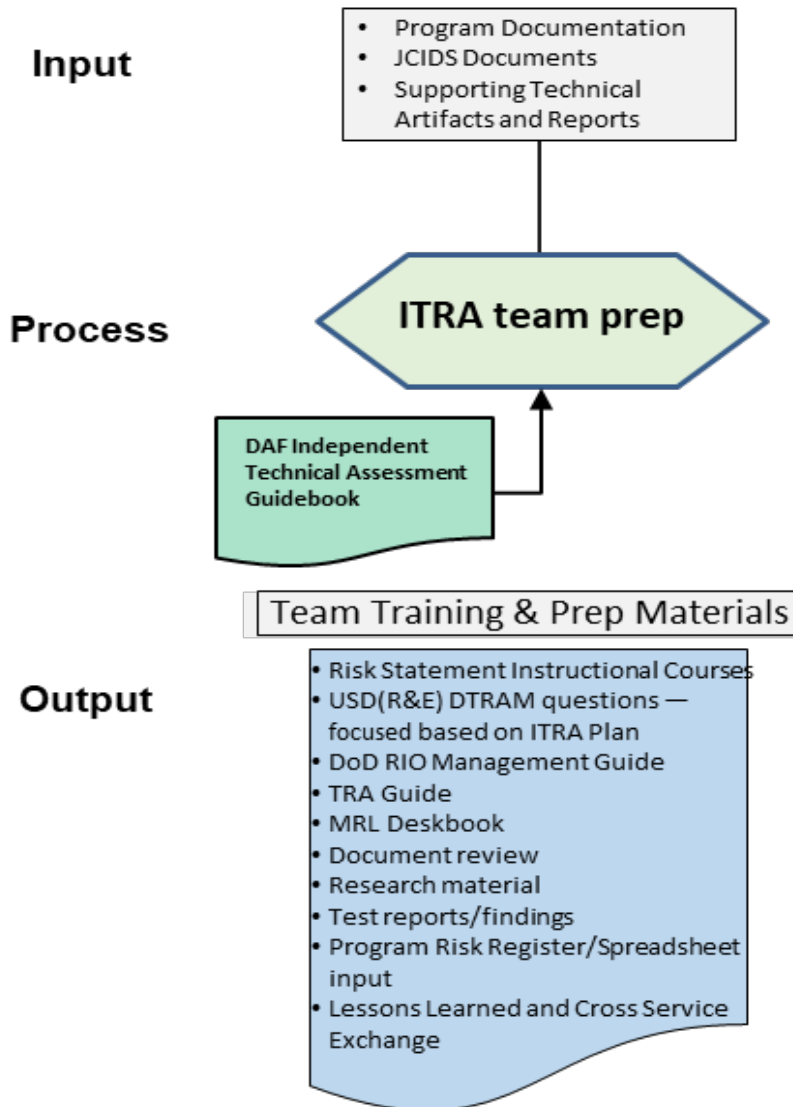 Input
• Program Documentation
• JCIDS Documents
• Supporting Technical
Artifacts and Reports
Process
ITRA team prep
DAF Independent
Technical Assessment
Guidebook
Team Training & Prep Materials
Output
• Risk Statement Instructional Courses
• USD(R&E) DTRAM questions —
focused based on ITRA Plan
• DoD RIO Management Guide
• TRA Guide
• MRL Deskbook
• Document review
• Research material
• Test reports/findings
• Program Risk Register/Spreadsheet
input
• Lessons Learned and Cross Service
Exchange